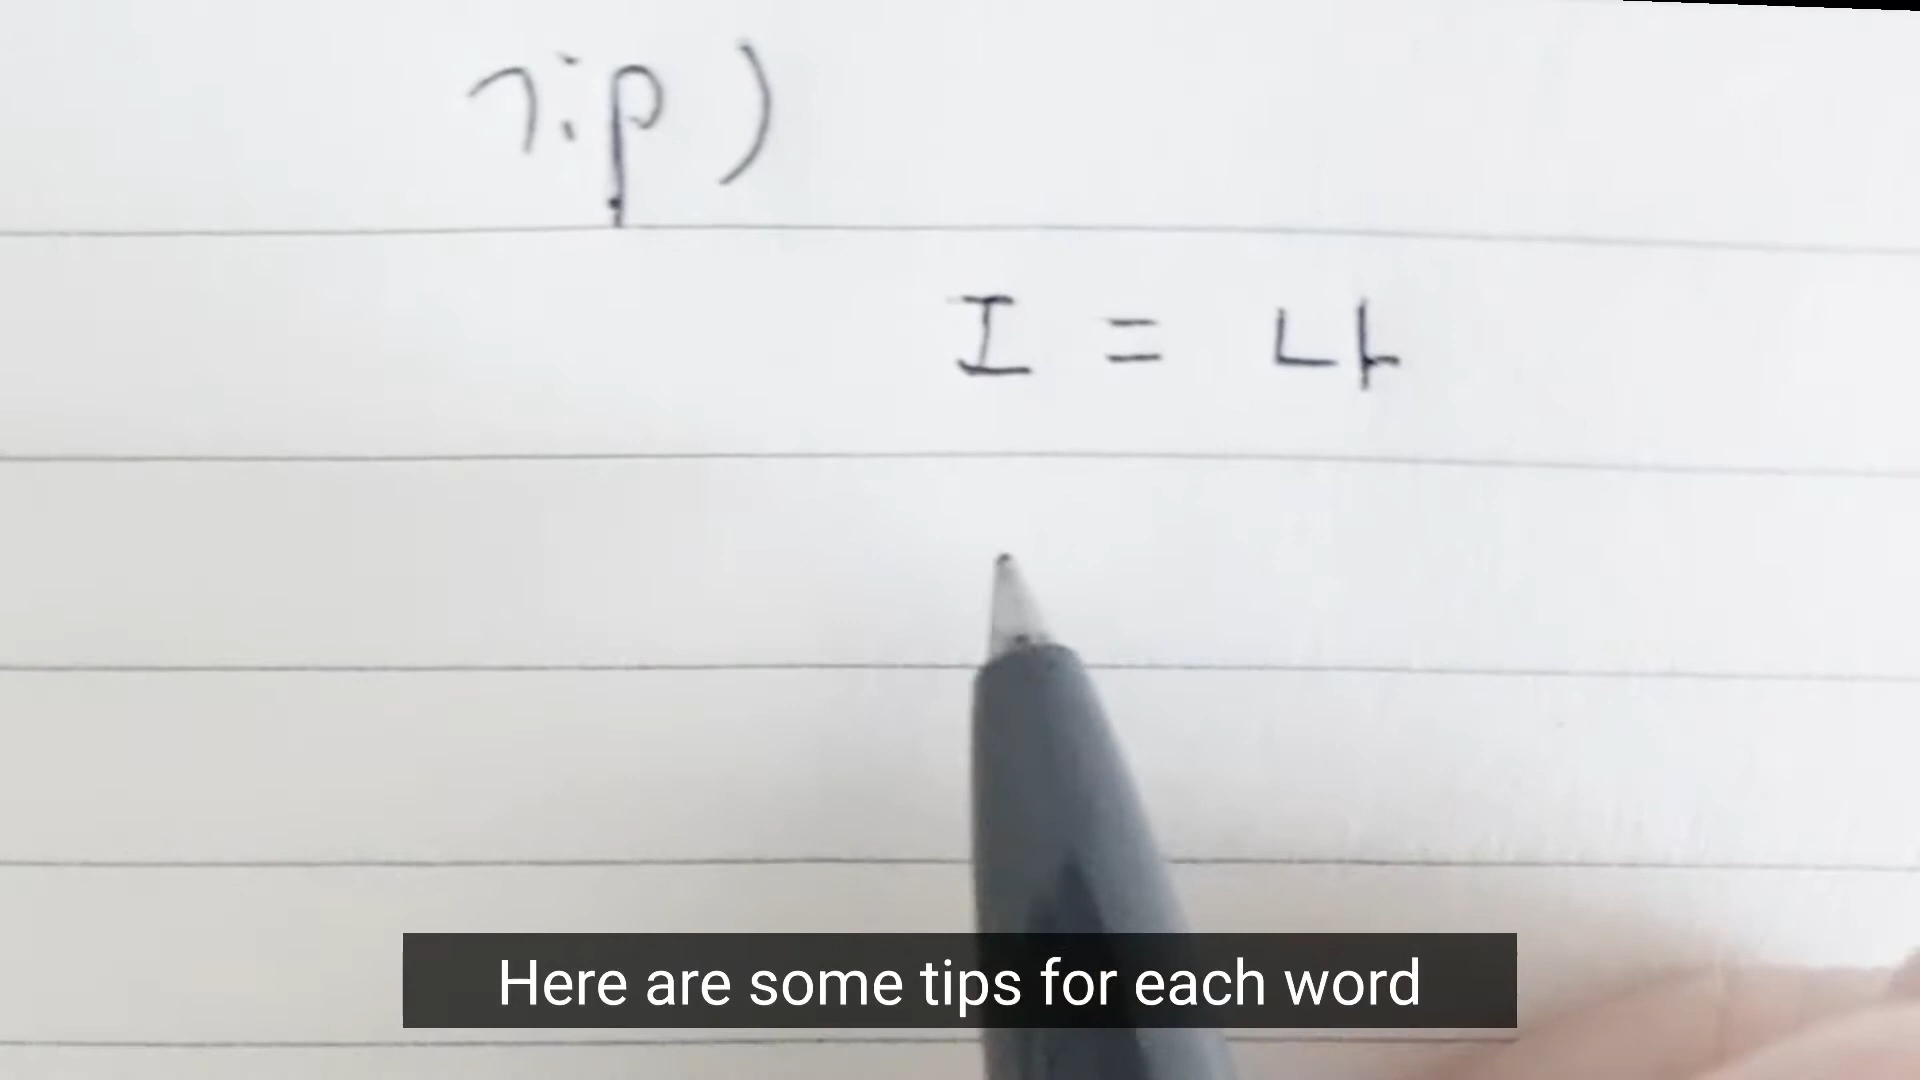 Tip)
I = 나
Here are some tips for each word